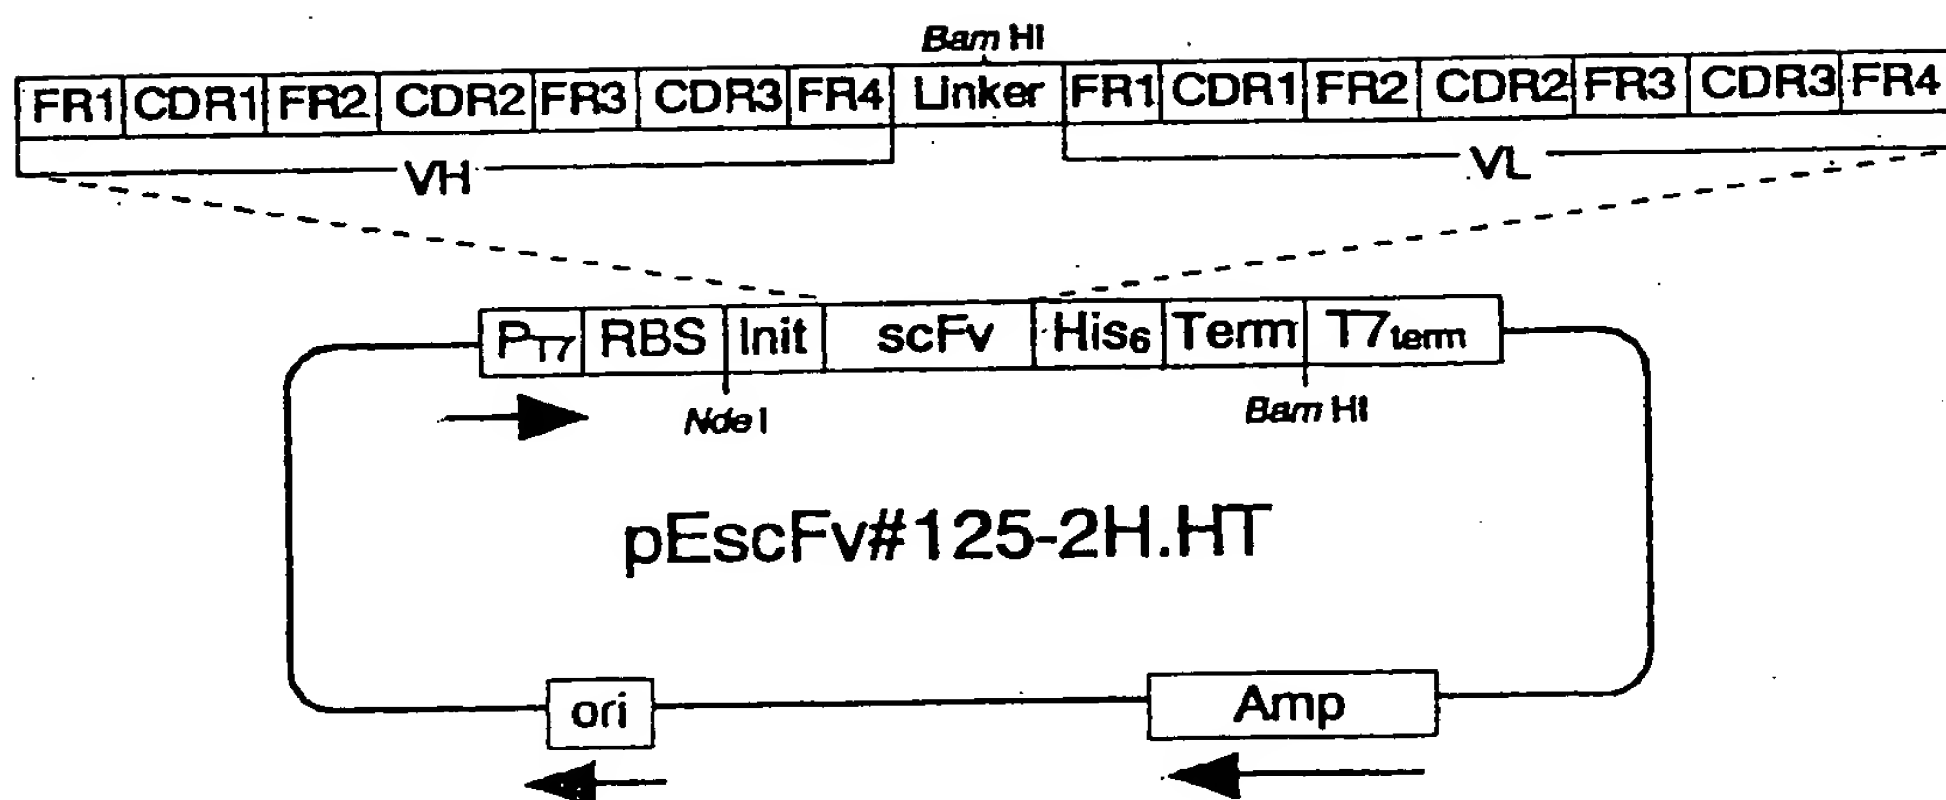 Bam HI
FR1 CDR1 FR2 CDR2 FR3 CDR3 FR4 Linker FR1 CDR1 FR2 CDR2 FR3 CDR3 FR4
VH VL
PT7 RBS Init scFv His6 Term T7term
Nde I Bam HI
pEscFv#125-2H.HT
ori Amp